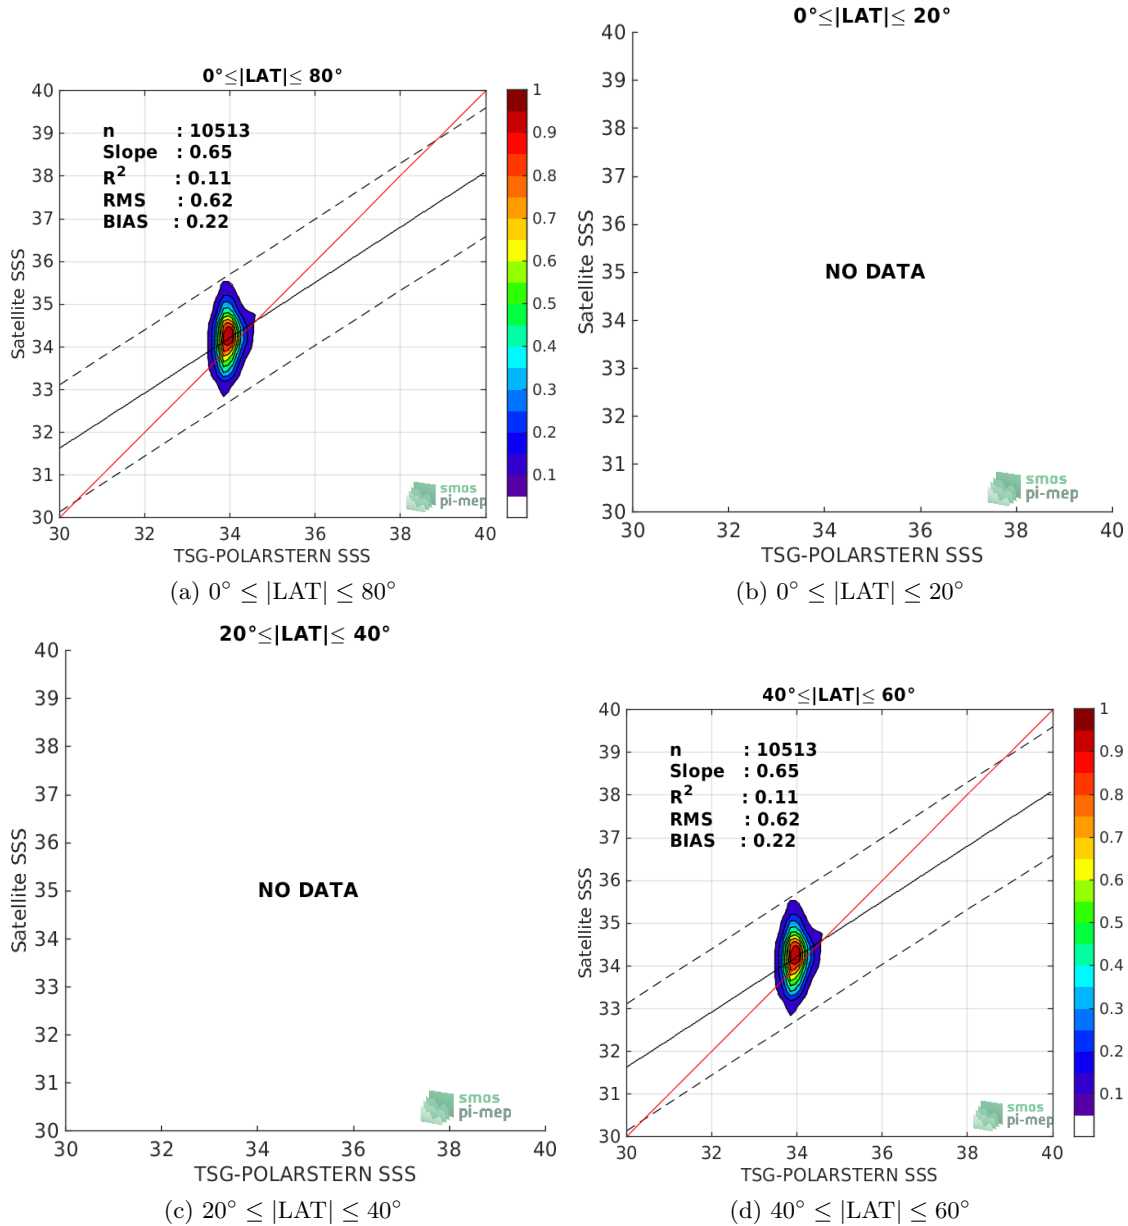 0°≤|LAT|≤ 80°
40
39
38
37
36
35
34
33
32
31
30
Satellite SSS
n : 10513
Slope : 0.65
R² : 0.11
RMS : 0.62
BIAS : 0.22
smos
pi-mep
30 32 34 36 38 40
TSG-POLARSTERN SSS
1
0.9
0.8
0.7
0.6
0.5
0.4
0.3
0.2
0.1
(a) 0° ≤ |LAT| ≤ 80°
0°≤|LAT|≤ 20°
40
39
38
37
36
35
34
33
32
31
30
Satellite SSS
NO DATA
smos
pi-mep
30 32 34 36 38 40
TSG-POLARSTERN SSS
(b) 0° ≤ |LAT| ≤ 20°
20°≤|LAT|≤ 40°
40
39
38
37
36
35
34
33
32
31
30
Satellite SSS
NO DATA
smos
pi-mep
30 32 34 36 38 40
TSG-POLARSTERN SSS
(c) 20° ≤ |LAT| ≤ 40°
40°≤|LAT|≤ 60°
40
39
38
37
36
35
34
33
32
31
30
Satellite SSS
n : 10513
Slope : 0.65
R² : 0.11
RMS : 0.62
BIAS : 0.22
smos
pi-mep
30 32 34 36 38 40
TSG-POLARSTERN SSS
1
0.9
0.8
0.7
0.6
0.5
0.4
0.3
0.2
0.1
(d) 40° ≤ |LAT| ≤ 60°